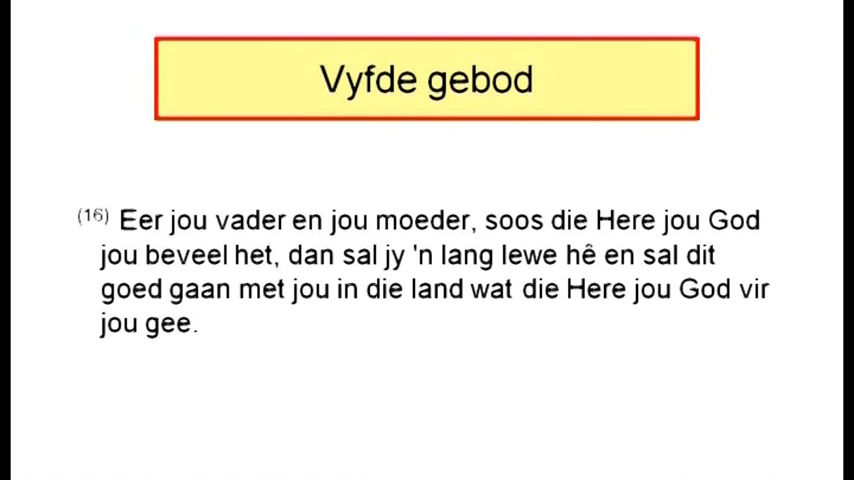 Vyfde gebod
(16) Eer jou vader en jou moeder, soos die Here jou God
jou beveel het, dan sal jy 'n lang lewe hê en sal dit
goed gaan met jou in die land wat die Here jou God vir
jou gee.